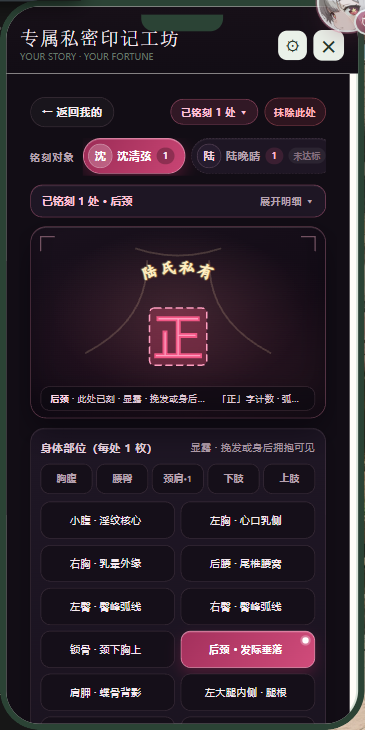 专属私密印记工坊
YOUR STORY · YOUR FORTUNE
← 返回我的 已铭刻 1 处 抹除此处
铭刻对象 沈 沈清弦 1 陆 陆晚晴 1 未达标
已铭刻 1 处 • 后颈 展开明细
陆氏私有
正
后颈 · 此处已刻 · 显露 · 挽发或身后... 「正」字计数 · 弧...
身体部位（每处 1 枚） 显露 · 挽发或身后拥抱可见
胸腹 腰臀 颈肩•1 下肢 上肢
小腹 · 淫纹核心 左胸 · 心口乳侧
右胸 · 乳晕外缘 后腰 · 尾椎腰窝
左臀 · 臀峰弧线 右臀 · 臀峰弧线
锁骨 · 颈下胸上 后颈 • 发际垂落
肩胛 · 蝶骨背影 左大腿内侧 · 腿根